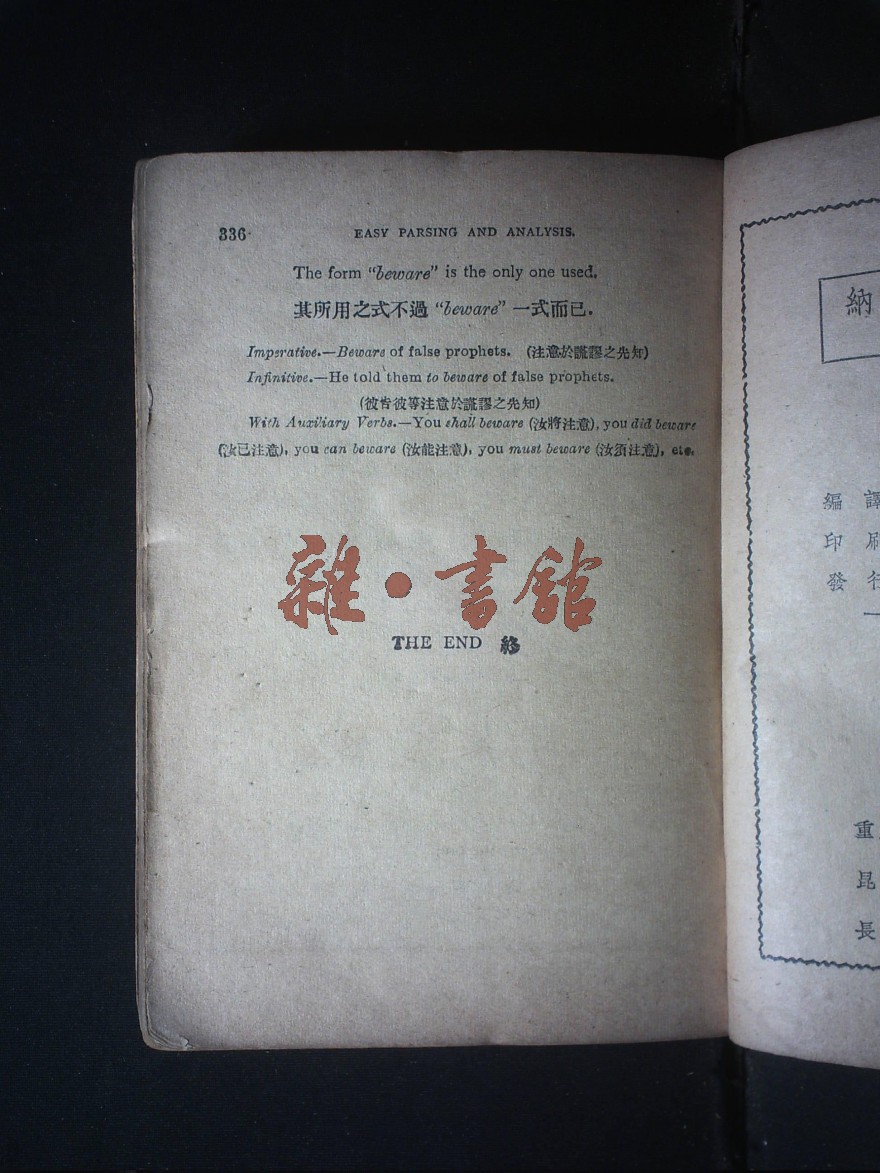 336
EASY PARSING AND ANALYSIS.
The form "beware" is the only one used.
其所用之式不過 "beware" 一式而已.
Imperative.—Beware of false prophets. (注意於謊謬之先知)
Infinitive.—He told them to beware of false prophets.
(彼告彼等注意於謊謬之先知)
With Auxiliary Verbs.—You shall beware (汝將注意), you did beware
(汝已注意), you can beware (汝能注意), you must beware (汝須注意), etc.
雜·書館
THE END 終
納
編譯
印刷
發行
一
重
昆
長